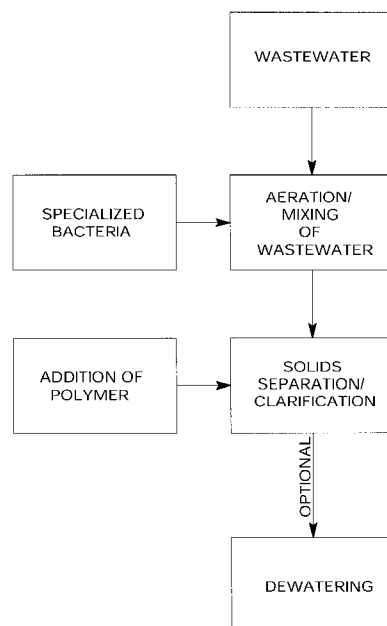 WASTEWATER
SPECIALIZED
BACTERIA
AERATION/
MIXING
OF
WASTEWATER
ADDITION OF
POLYMER
SOLIDS
SEPARATION/
CLARIFICATION
OPTIONAL
DEWATERING